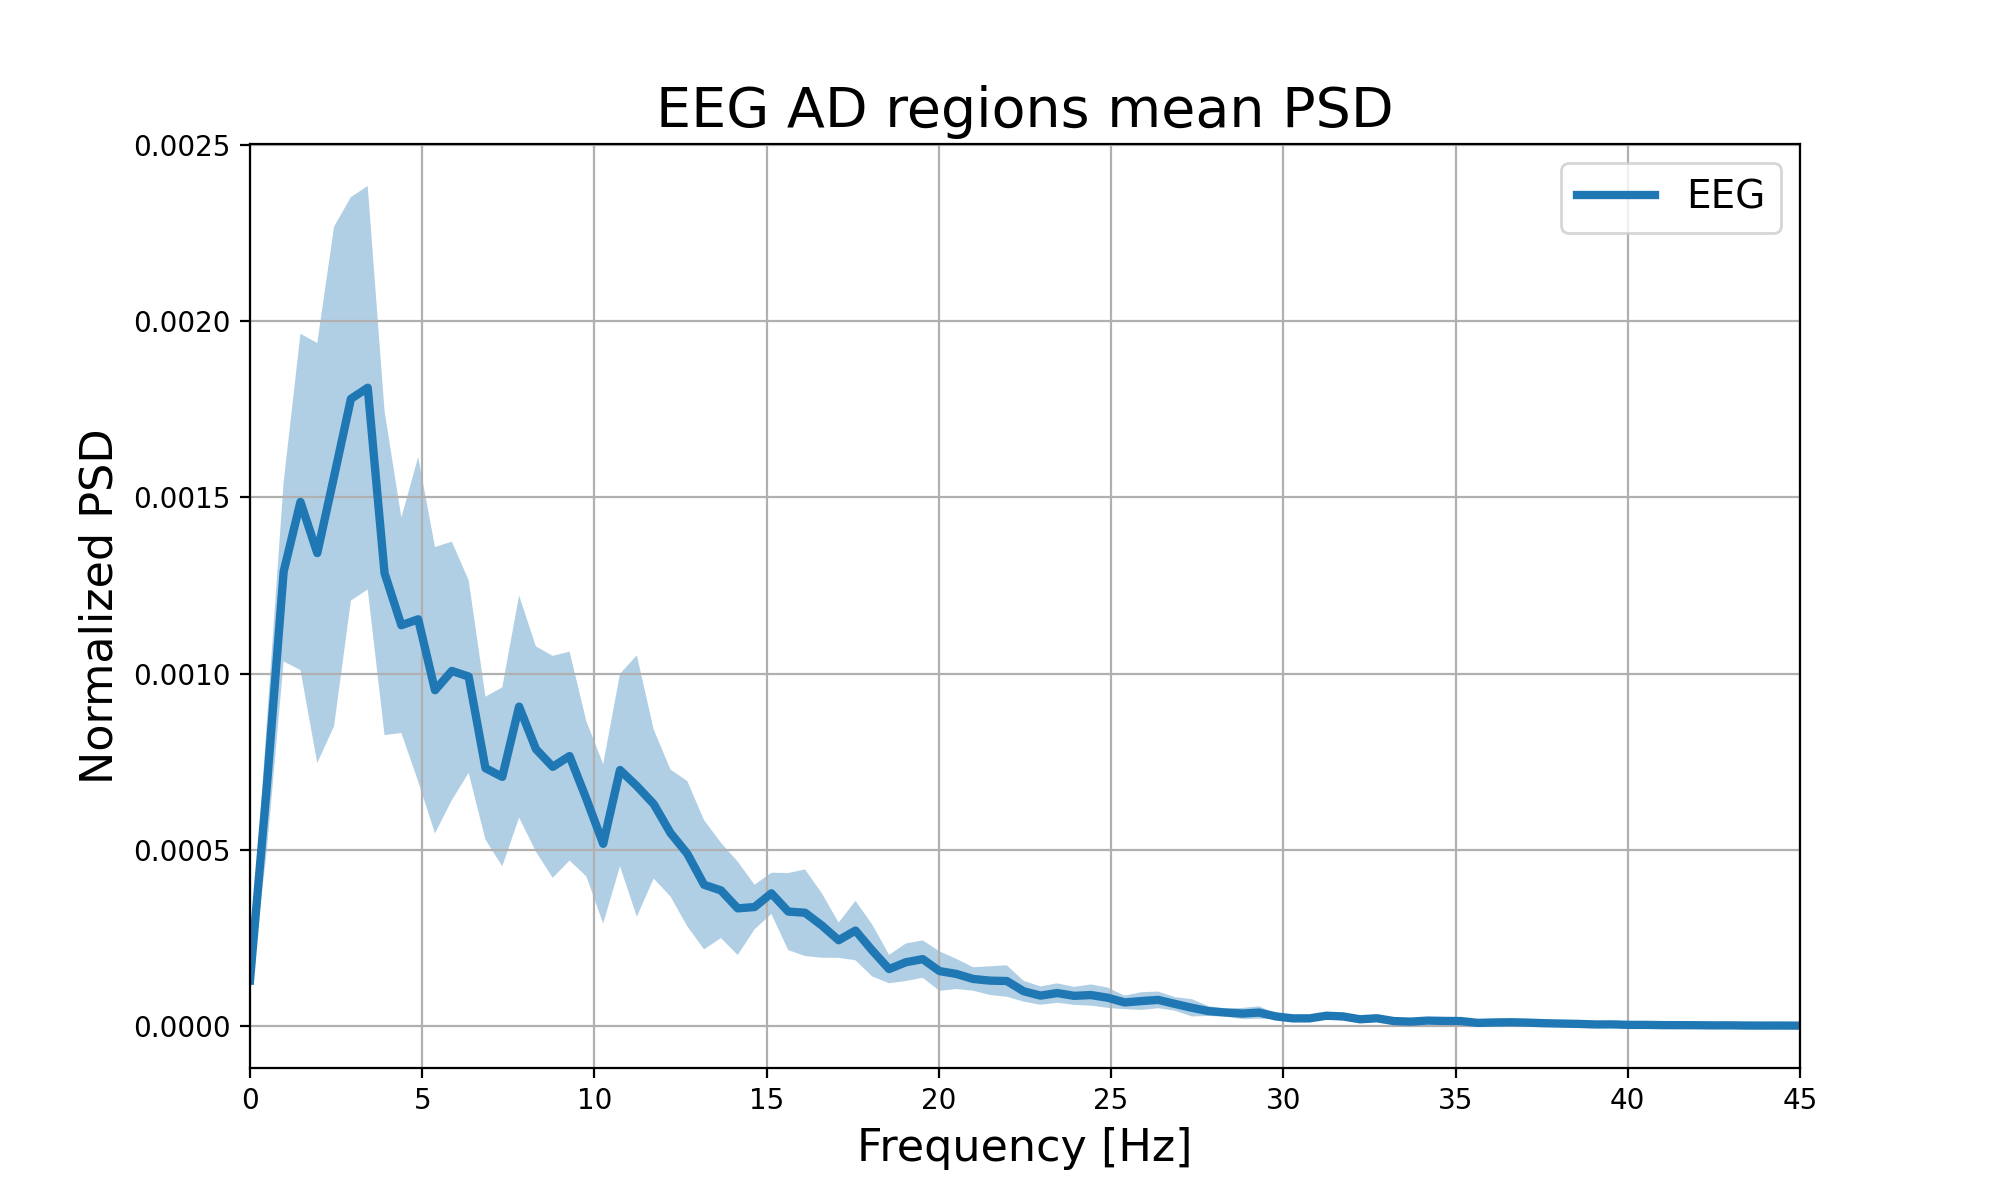 EEG AD regions mean PSD
EEG
Normalized PSD
0.0025
0.0020
0.0015
0.0010
0.0005
0.0000
0 5 10 15 20 25 30 35 40 45
Frequency [Hz]